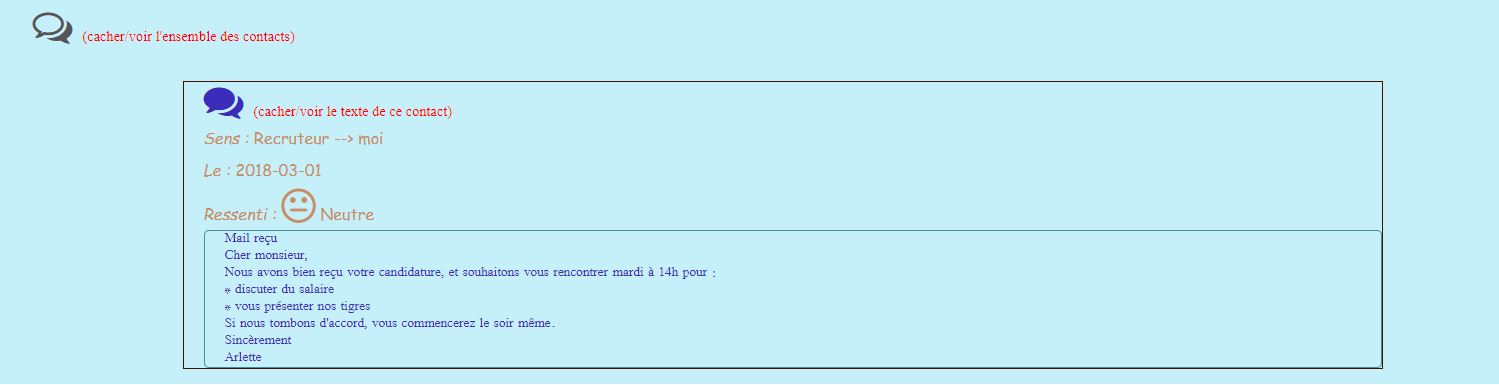 (cacher/voir l'ensemble des contacts)
(cacher/voir le texte de ce contact)
Sens : Recruteur --> moi
Le : 2018-03-01
Ressenti : Neutre
Mail reçu
Cher monsieur,
Nous avons bien reçu votre candidature, et souhaitons vous rencontrer mardi à 14h pour :
* discuter du salaire
* vous présenter nos tigres
Si nous tombons d'accord, vous commencerez le soir même.
Sincèrement
Arlette